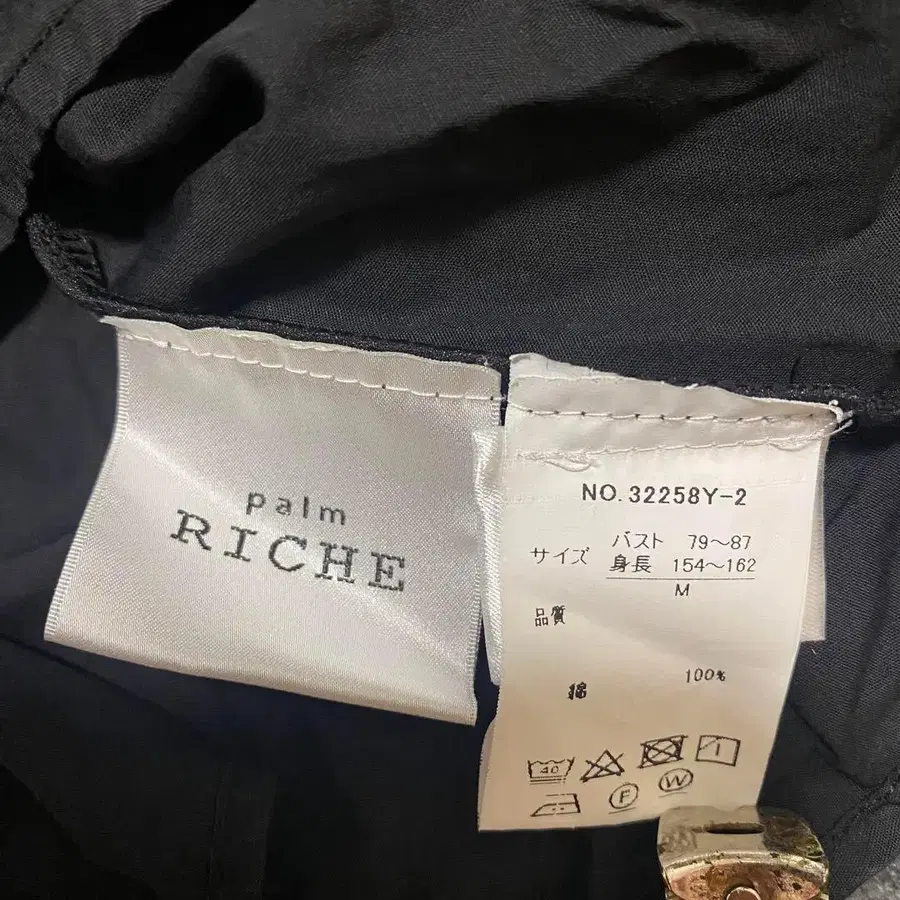 palm
RICHE
NO.32258Y-2
サイズ バスト 79～87
身長 154～162
M
品質
綿 100%
40
F W